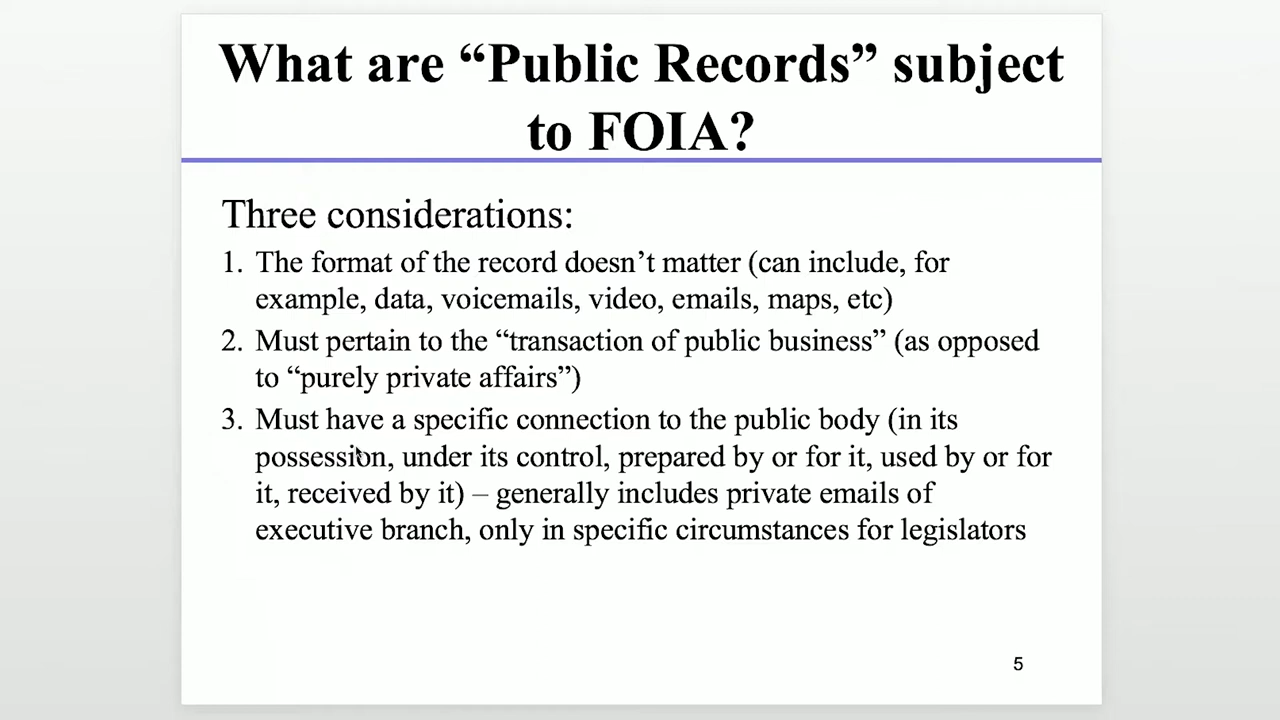 What are “Public Records” subject
to FOIA?
Three considerations:
1. The format of the record doesn’t matter (can include, for
example, data, voicemails, video, emails, maps, etc)
2. Must pertain to the “transaction of public business” (as opposed
to “purely private affairs”)
3. Must have a specific connection to the public body (in its
possession, under its control, prepared by or for it, used by or for
it, received by it) – generally includes private emails of
executive branch, only in specific circumstances for legislators
5